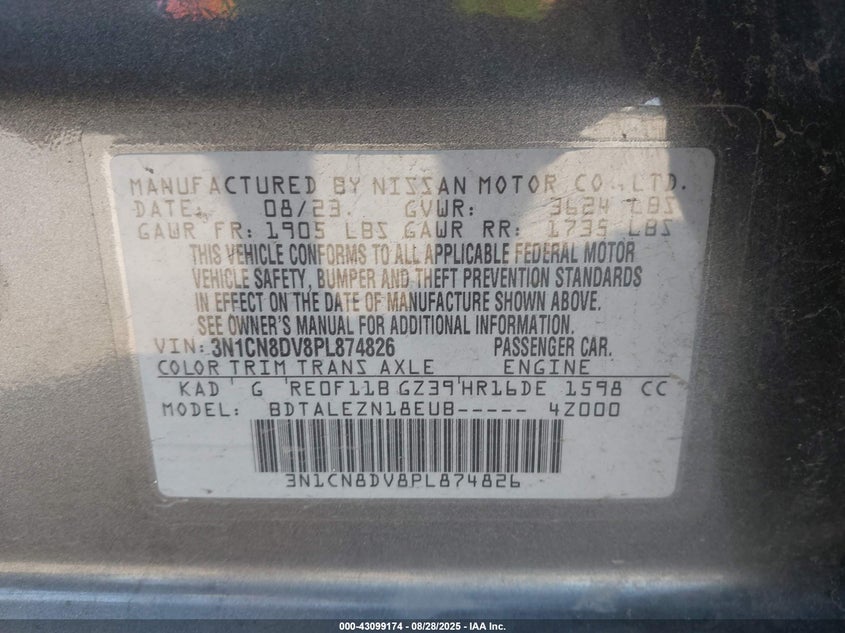 MANUFACTURED BY NISSAN MOTOR CO., LTD.
DATE: 08/23 GVWR: 3624 LBS
GAWR FR: 1905 LBS GAWR RR: 1735 LBS
THIS VEHICLE CONFORMS TO ALL APPLICABLE FEDERAL MOTOR
VEHICLE SAFETY, BUMPER AND THEFT PREVENTION STANDARDS
IN EFFECT ON THE DATE OF MANUFACTURE SHOWN ABOVE.
SEE OWNER'S MANUAL FOR ADDITIONAL INFORMATION.
VIN: 3N1CN8DV8PL874826 PASSENGER CAR.
COLOR TRIM TRANS AXLE ENGINE
KAD G RE0F11B GZ39 HR16DE 1598 CC
MODEL: BDTALEZN18EUB----- 4Z000
3N1CN8DV8PL874826
000-43099174 | 08/28/2025 - IAA Inc.